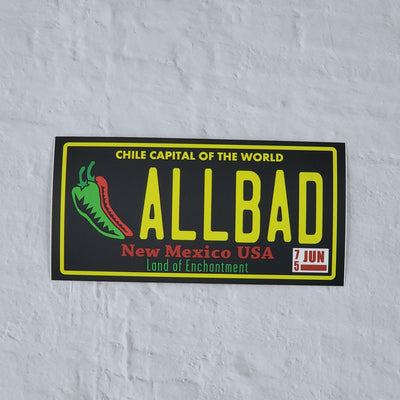 CHILE CAPITAL OF THE WORLD
ALLBAD
New Mexico USA
Land of Enchantment
7 JUN
5